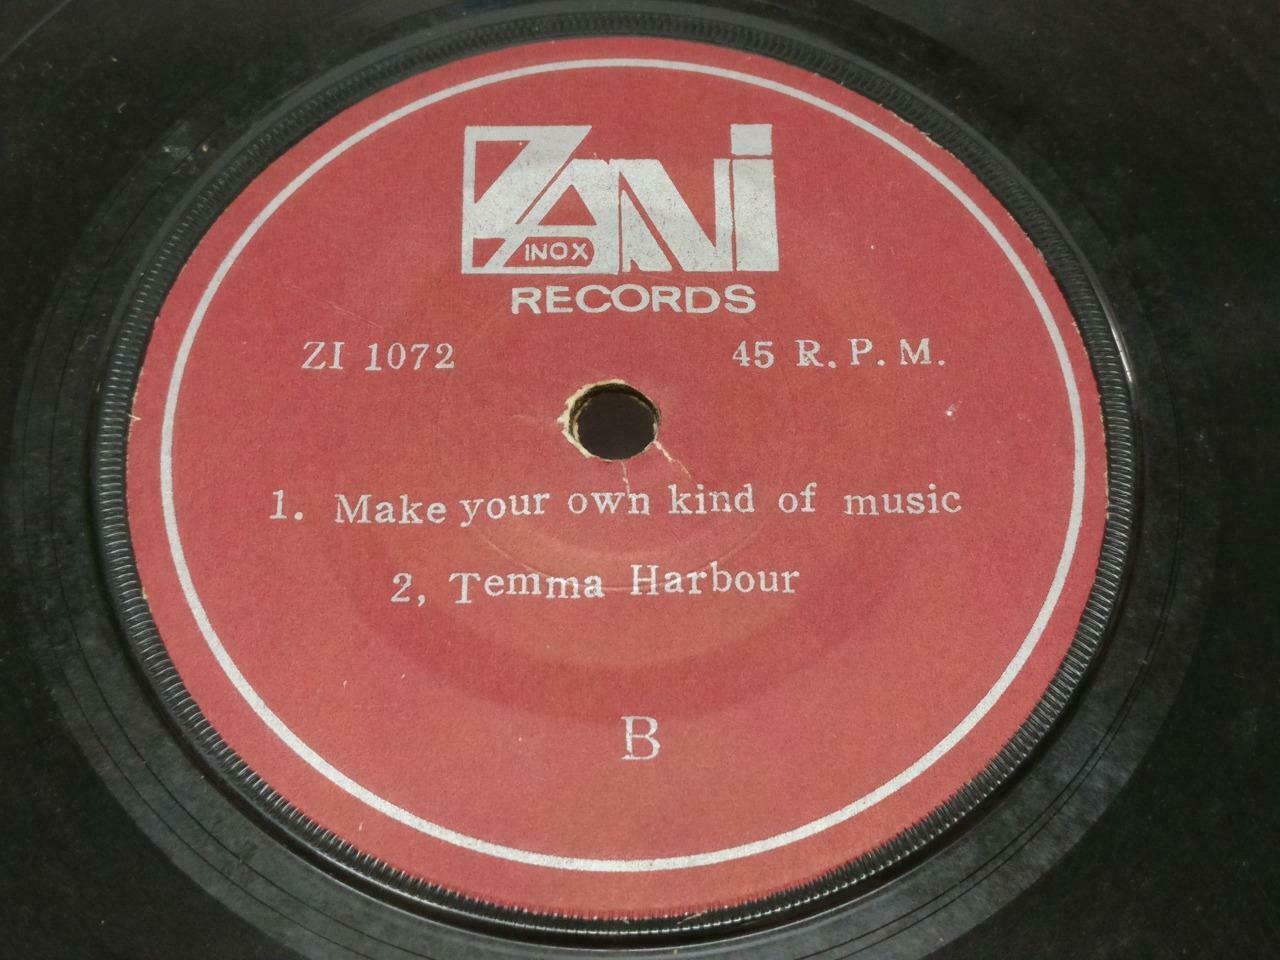 ZANI
INOX
RECORDS
ZI 1072 45 R. P. M.
1. Make your own kind of music
2, Temma Harbour
B